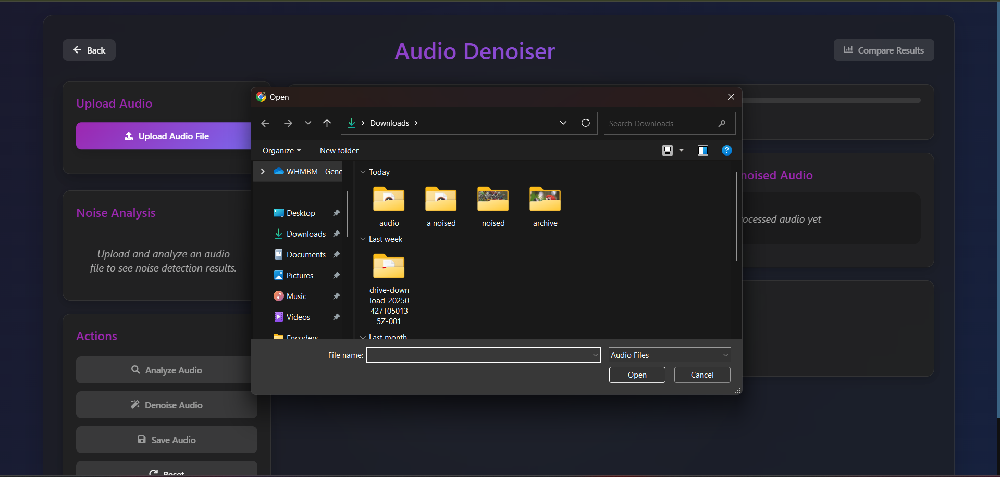 Back
Audio Denoiser
Compare Results
Upload Audio
Upload Audio File
Noise Analysis
Upload and analyze an audio
file to see noise detection results.
Actions
Analyze Audio
Denoise Audio
Save Audio
Reset
Open
Downloads
Search Downloads
Organize
New folder
WHMBM - Gene
Desktop
Downloads
Documents
Pictures
Music
Videos
Encoders
Today
audio
a noised
noised
archive
Last week
drive-down
load-20250
427T05013
5Z-001
Last month
File name:
Audio Files
Open
Cancel
noised Audio
ocessed audio yet